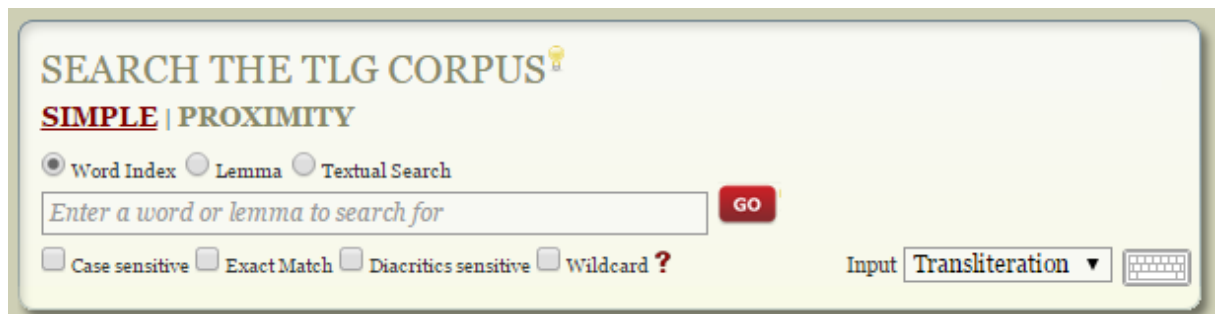 SEARCH THE TLG CORPUS
SIMPLE | PROXIMITY
Word Index Lemma Textual Search
Enter a word or lemma to search for GO
Case sensitive Exact Match Diacritics sensitive Wildcard ? Input Transliteration